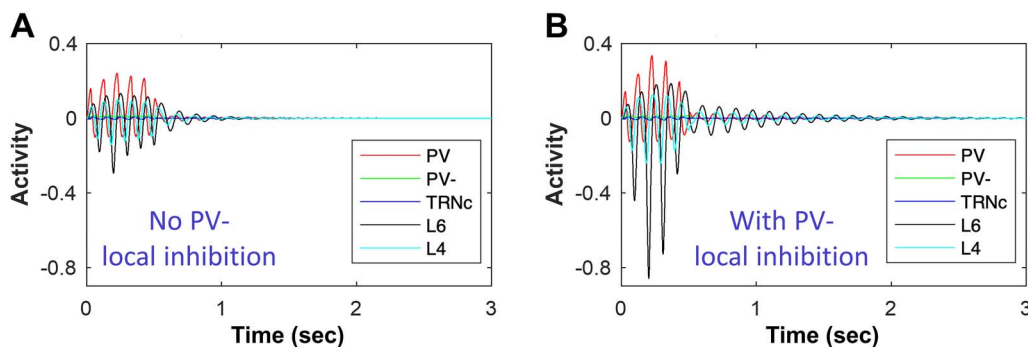 A
0.4
0
-0.4
-0.8
Activity
PV
PV-
TRNc
L6
L4
No PV-
local inhibition
0 1 2 3
Time (sec)
B
0.4
0
-0.4
-0.8
Activity
PV
PV-
TRNc
L6
L4
With PV-
local inhibition
0 1 2 3
Time (sec)